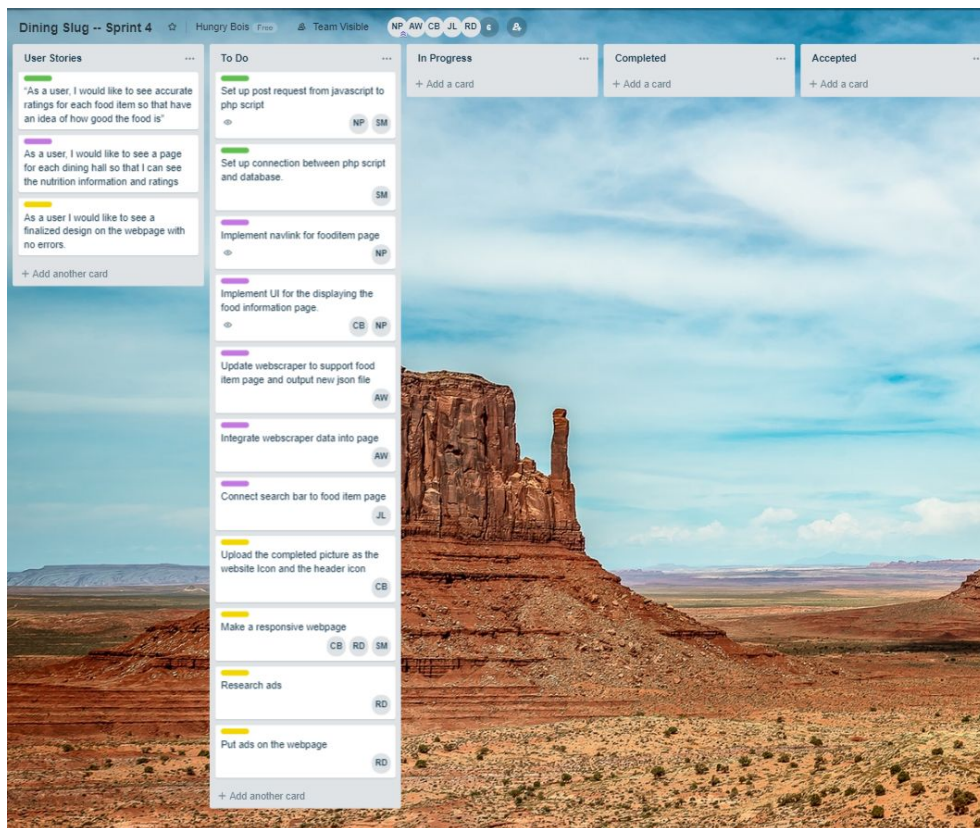 Dining Slug -- Sprint 4
Hungry Bois Free
Team Visible
NP AW CB JL RD 6
User Stories ...
“As a user, I would like to see accurate
ratings for each food item so that have
an idea of how good the food is”
As a user, I would like to see a page
for each dining hall so that I can see
the nutrition information and ratings
As a user I would like to see a
finalized design on the webpage with
no errors.
+ Add another card
To Do ...
Set up post request from javascript to
php script
NP SM
Set up connection between php script
and database.
SM
Implement navlink for fooditem page
NP
Implement UI for the displaying the
food information page.
CB NP
Update webscraper to support food
item page and output new json file
AW
Integrate webscraper data into page
AW
Connect search bar to food item page
JL
Upload the completed picture as the
website Icon and the header icon
CB
Make a responsive webpage
CB RD SM
Research ads
RD
Put ads on the webpage
RD
+ Add another card
In Progress ...
+ Add a card
Completed ...
+ Add a card
Accepted ...
+ Add a card